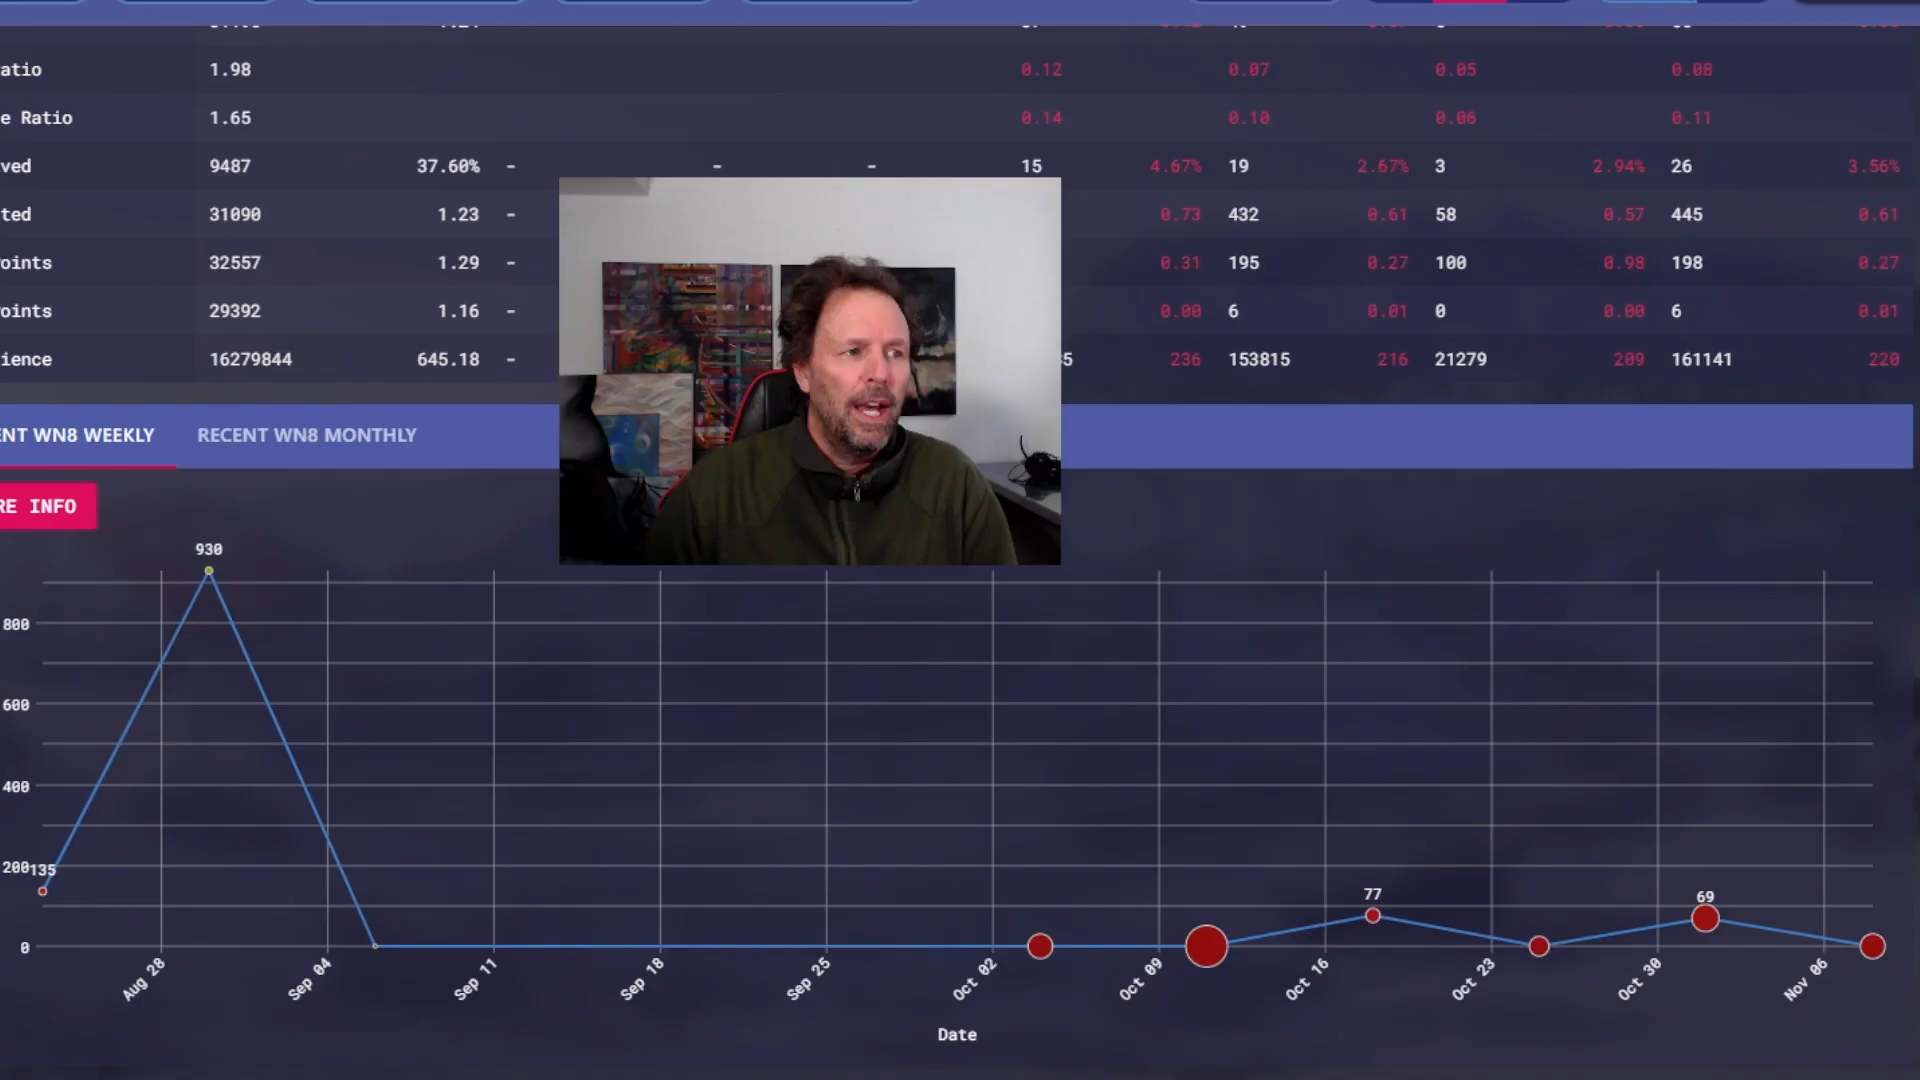 atio 1.98 0.12 0.07 0.05 0.08
e Ratio 1.65 0.14 0.10 0.06 0.11
ved 9487 37.60% - - - 15 4.67% 19 2.67% 3 2.94% 26 3.56%
ted 31090 1.23 - 0.73 432 0.61 58 0.57 445 0.61
oints 32557 1.29 - 0.31 195 0.27 100 0.98 198 0.27
oints 29392 1.16 - 0.00 6 0.01 0 0.00 6 0.01
ience 16279844 645.18 - 5 236 153815 216 21279 209 161141 220
ENT WN8 WEEKLY RECENT WN8 MONTHLY
RE INFO
930
800
600
400
200 135
77
69
0
Aug 28 Sep 04 Sep 11 Sep 18 Sep 25 Oct 02 Oct 09 Oct 16 Oct 23 Oct 30 Nov 06
Date